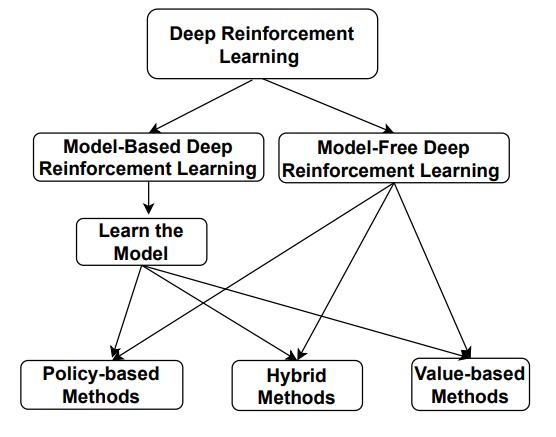 Deep Reinforcement
Learning
Model-Based Deep
Reinforcement Learning
Model-Free Deep
Reinforcement Learning
Learn the
Model
Policy-based
Methods
Hybrid
Methods
Value-based
Methods